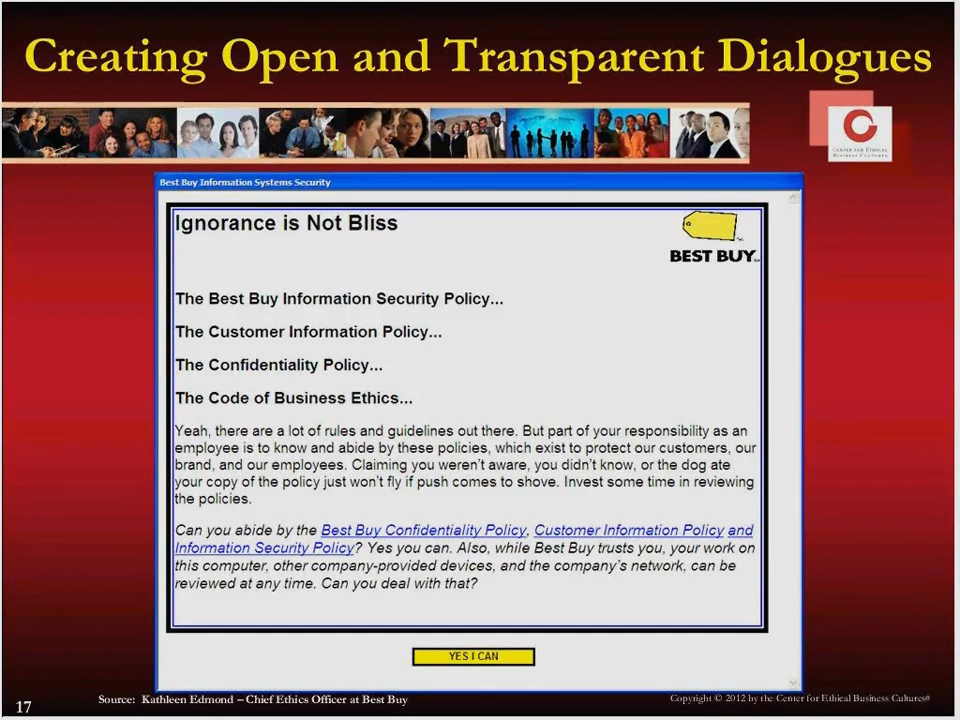 Creating Open and Transparent Dialogues
CENTER FOR ETHICAL
BUSINESS CULTURES
Best Buy Information Systems Security
Ignorance is Not Bliss
BEST BUY
The Best Buy Information Security Policy...
The Customer Information Policy...
The Confidentiality Policy...
The Code of Business Ethics...
Yeah, there are a lot of rules and guidelines out there. But part of your responsibility as an
employee is to know and abide by these policies, which exist to protect our customers, our
brand, and our employees. Claiming you weren't aware, you didn't know, or the dog ate
your copy of the policy just won't fly if push comes to shove. Invest some time in reviewing
the policies.
Can you abide by the Best Buy Confidentiality Policy, Customer Information Policy and
Information Security Policy? Yes you can. Also, while Best Buy trusts you, your work on
this computer, other company-provided devices, and the company's network, can be
reviewed at any time. Can you deal with that?
YES I CAN
17
Source: Kathleen Edmond – Chief Ethics Officer at Best Buy
Copyright © 2012 by the Center for Ethical Business Cultures®